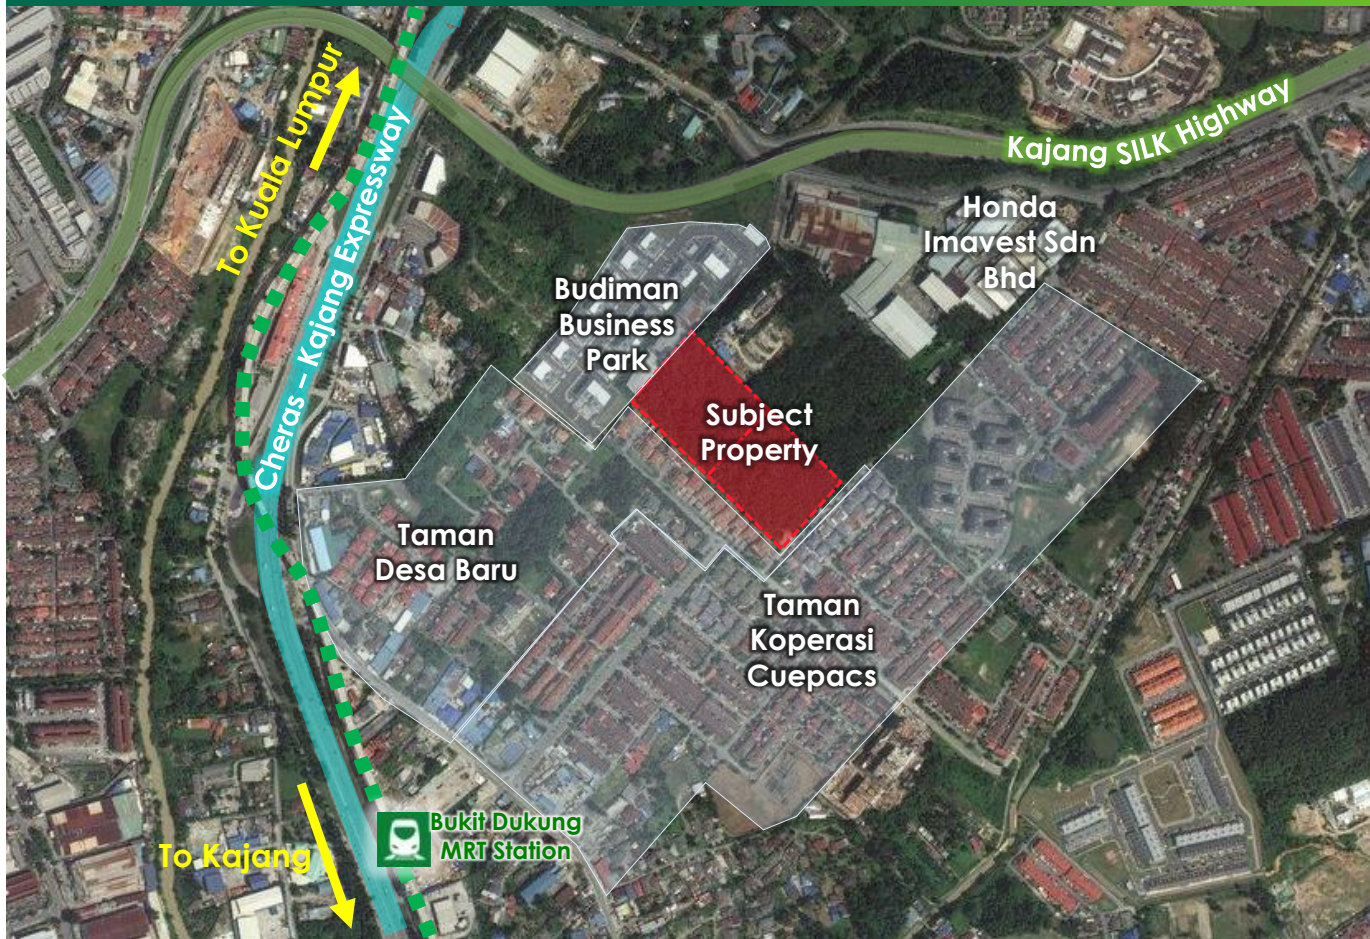 To Kuala Lumpur
Cheras – Kajang Expressway
Kajang SILK Highway
Honda
Imavest Sdn
Bhd
Budiman
Business
Park
Subject
Property
Taman
Desa Baru
Taman
Koperasi
Cuepacs
Bukit Dukung
MRT Station
To Kajang